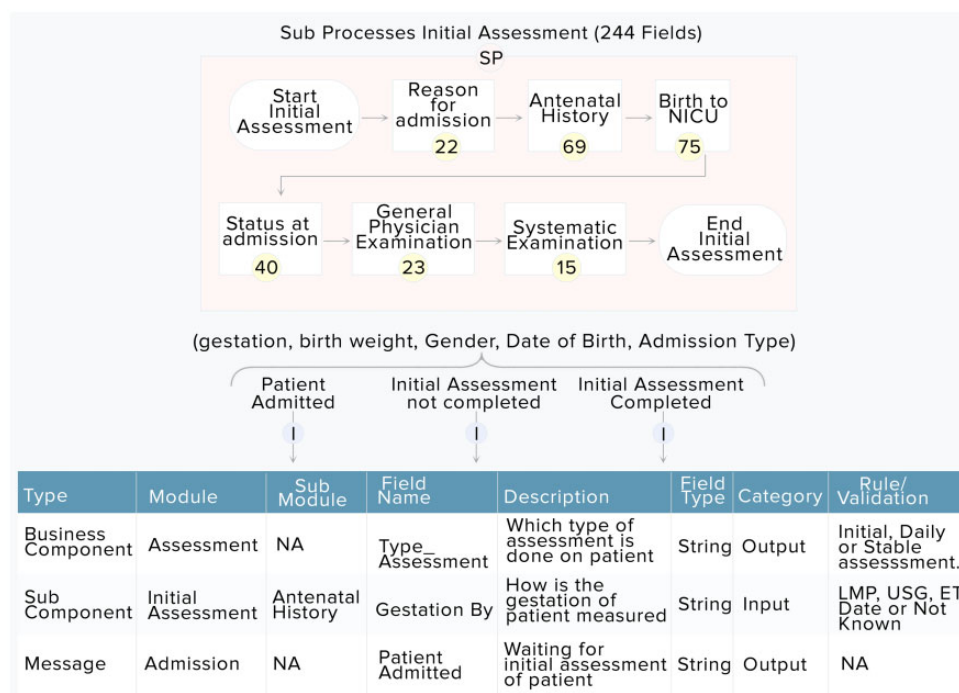 Sub Processes Initial Assessment (244 Fields)
SP
Start
Initial
Assessment
Reason
for
admission
22
Antenatal
History
69
Birth to
NICU
75
Status at
admission
40
General
Physician
Examination
23
Systematic
Examination
15
End
Initial
Assessment
(gestation, birth weight, Gender, Date of Birth, Admission Type)
Patient
Admitted
I
Initial Assessment
not completed
I
Initial Assessment
Completed
I
Type
Module
Sub
Module
Field
Name
Description
Field
Type
Category
Rule/
Validation
Business
Component
Assessment
NA
Type_
Assessment
Which type of
assessment is
done on patient
String
Output
Initial, Daily
or Stable
assesssment.
Sub
Component
Initial
Assessment
Antenatal
History
Gestation By
How is the
gestation of
patient measured
String
Input
LMP, USG, ET
Date or Not
Known
Message
Admission
NA
Patient
Admitted
Waiting for
initial assessment
of patient
String
Output
NA